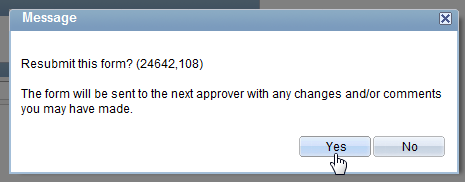 Message
Resubmit this form? (24642,108)
The form will be sent to the next approver with any changes and/or comments
you may have made.
Yes No